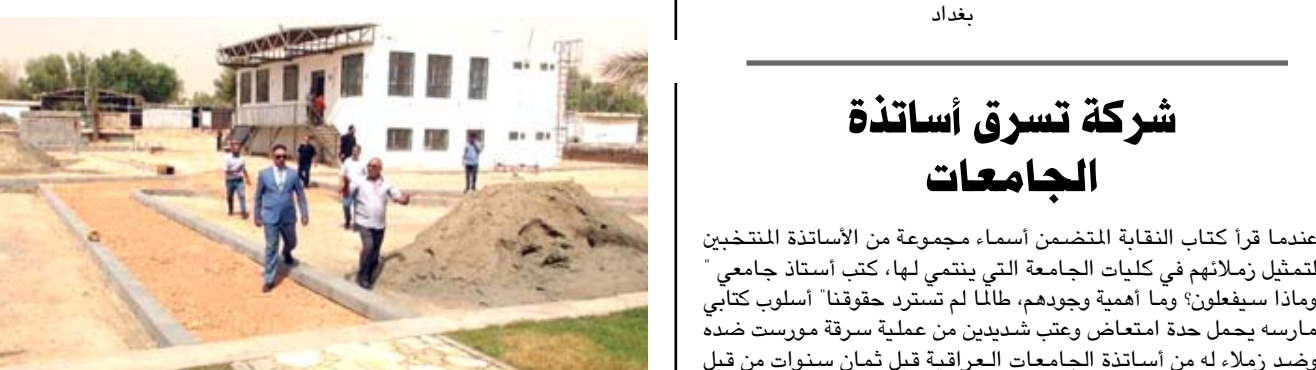 بغداد
شركة تسرق أساتذة
الجامعات
عندما قرأ كتاب النقابة المتضمن أسماء مجموعة من الأساتذة المنتخبين
لتمثيل زملائهم في كليات الجامعة التي ينتمي لها، كتب أستاذ جامعي "
وماذا سيفعلون؟ وما أهمية وجودهم، طالما لم تسترد حقوقنا" أسلوب كتابي
مارسه يحمل حدة امتعاض وعتب شديدين من عملية سرقة مورست ضده
وضد زملاء له من أساتذة الجامعات العراقية قبل ثمان سنوات من قبل